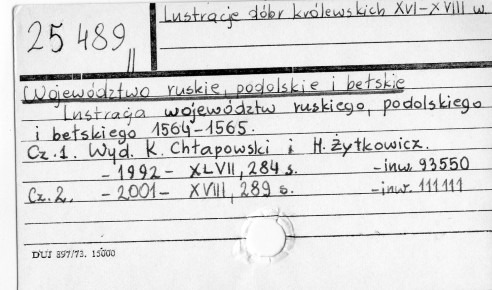 Lustracje dóbr królewskich XVI-XVIII w.
25 489
II
Województwo ruskie, podolskie i bełskie
Lustracja województw ruskiego, podolskiego
i bełskiego 1564-1565.
Cz. 1. Wyd. K. Chłapowski i H. Żytkowicz.
-1992- XLVII, 284 s. -inw. 93550
Cz. 2. -2001- XVIII, 289 s. -inw. 111111
DUJ 897/73. 15000